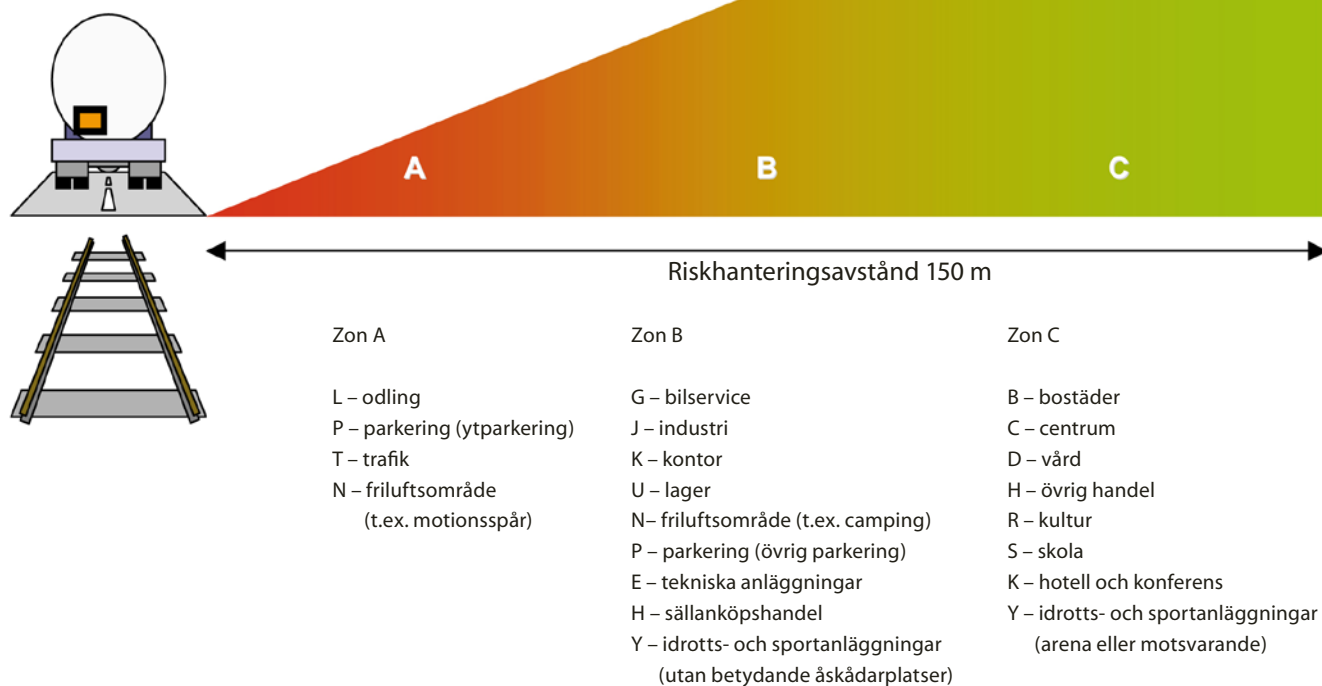 A
B
C
Riskhanteringsavstånd 150 m
Zon A
L – odling
P – parkering (ytparkering)
T – trafik
N – friluftsområde
(t.ex. motionsspår)
Zon B
G – bilservice
J – industri
K – kontor
U – lager
N– friluftsområde (t.ex. camping)
P – parkering (övrig parkering)
E – tekniska anläggningar
H – sällanköpshandel
Y – idrotts- och sportanläggningar
(utan betydande åskådarplatser)
Zon C
B – bostäder
C – centrum
D – vård
H – övrig handel
R – kultur
S – skola
K – hotell och konferens
Y – idrotts- och sportanläggningar
(arena eller motsvarande)